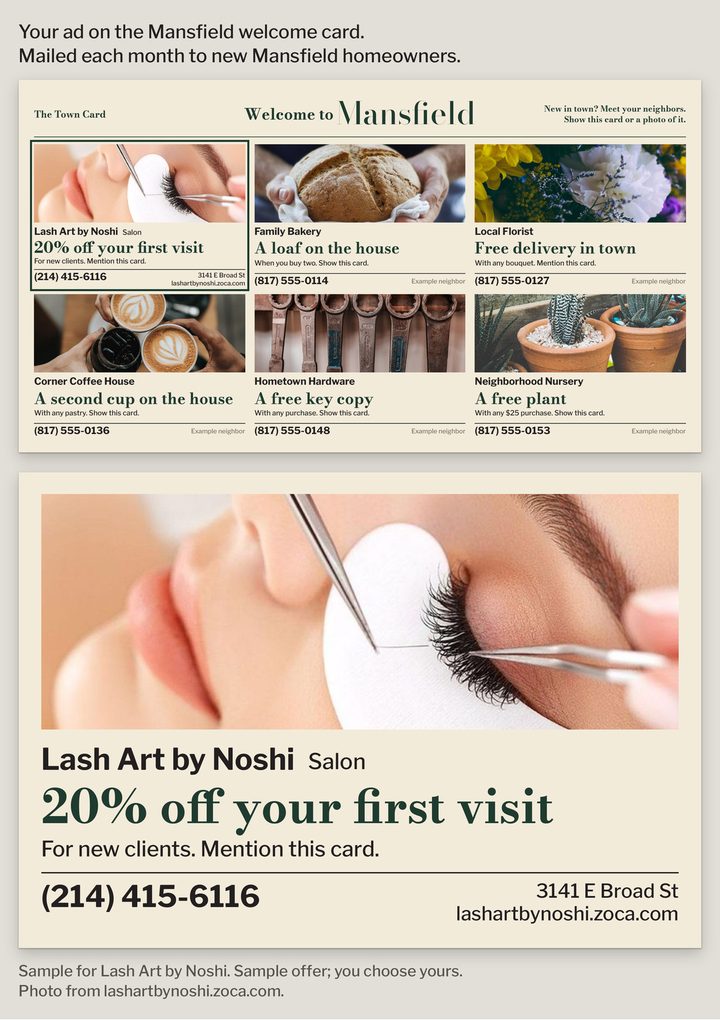 Your ad on the Mansfield welcome card.
Mailed each month to new Mansfield homeowners.
The Town Card
Welcome to Mansfield
New in town? Meet your neighbors.
Show this card or a photo of it.
Lash Art by Noshi Salon
20% off your first visit
For new clients. Mention this card.
(214) 415-6116
3141 E Broad St
lashartbynoshi.zoca.com
Family Bakery
A loaf on the house
When you buy two. Show this card.
(817) 555-0114 Example neighbor
Local Florist
Free delivery in town
With any bouquet. Mention this card.
(817) 555-0127 Example neighbor
Corner Coffee House
A second cup on the house
With any pastry. Show this card.
(817) 555-0136 Example neighbor
Hometown Hardware
A free key copy
With any purchase. Show this card.
(817) 555-0148 Example neighbor
Neighborhood Nursery
A free plant
With any $25 purchase. Show this card.
(817) 555-0153 Example neighbor
Lash Art by Noshi Salon
20% off your first visit
For new clients. Mention this card.
(214) 415-6116
3141 E Broad St
lashartbynoshi.zoca.com
Sample for Lash Art by Noshi. Sample offer; you choose yours.
Photo from lashartbynoshi.zoca.com.